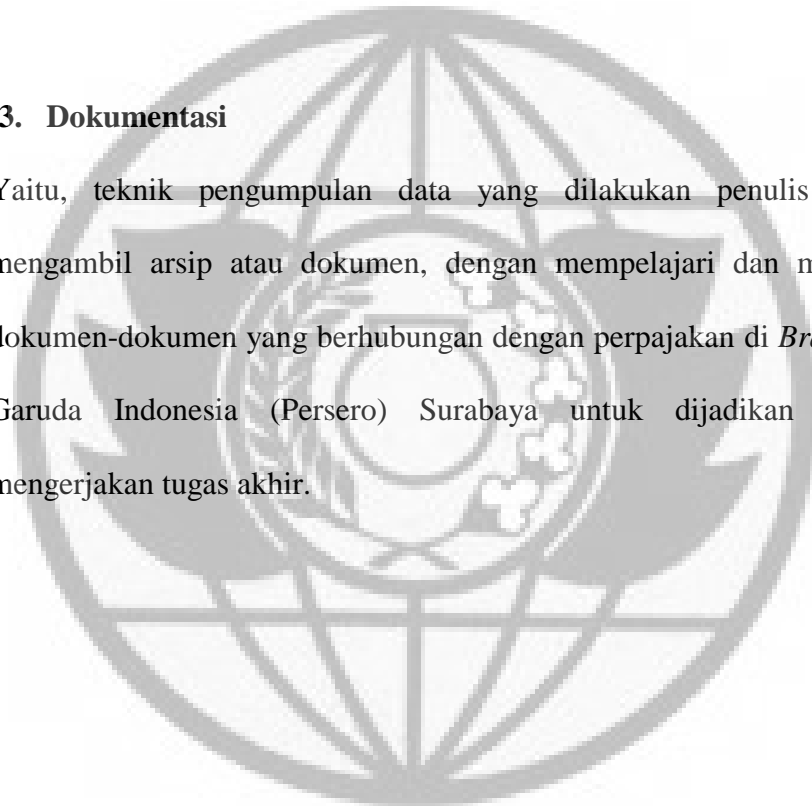 3. Dokumentasi
Yaitu, teknik pengumpulan data yang dilakukan penulis
mengambil arsip atau dokumen, dengan mempelajari dan
dokumen-dokumen yang berhubungan dengan perpajakan di
Garuda Indonesia (Persero) Surabaya untuk dijadikan
mengerjakan tugas akhir.